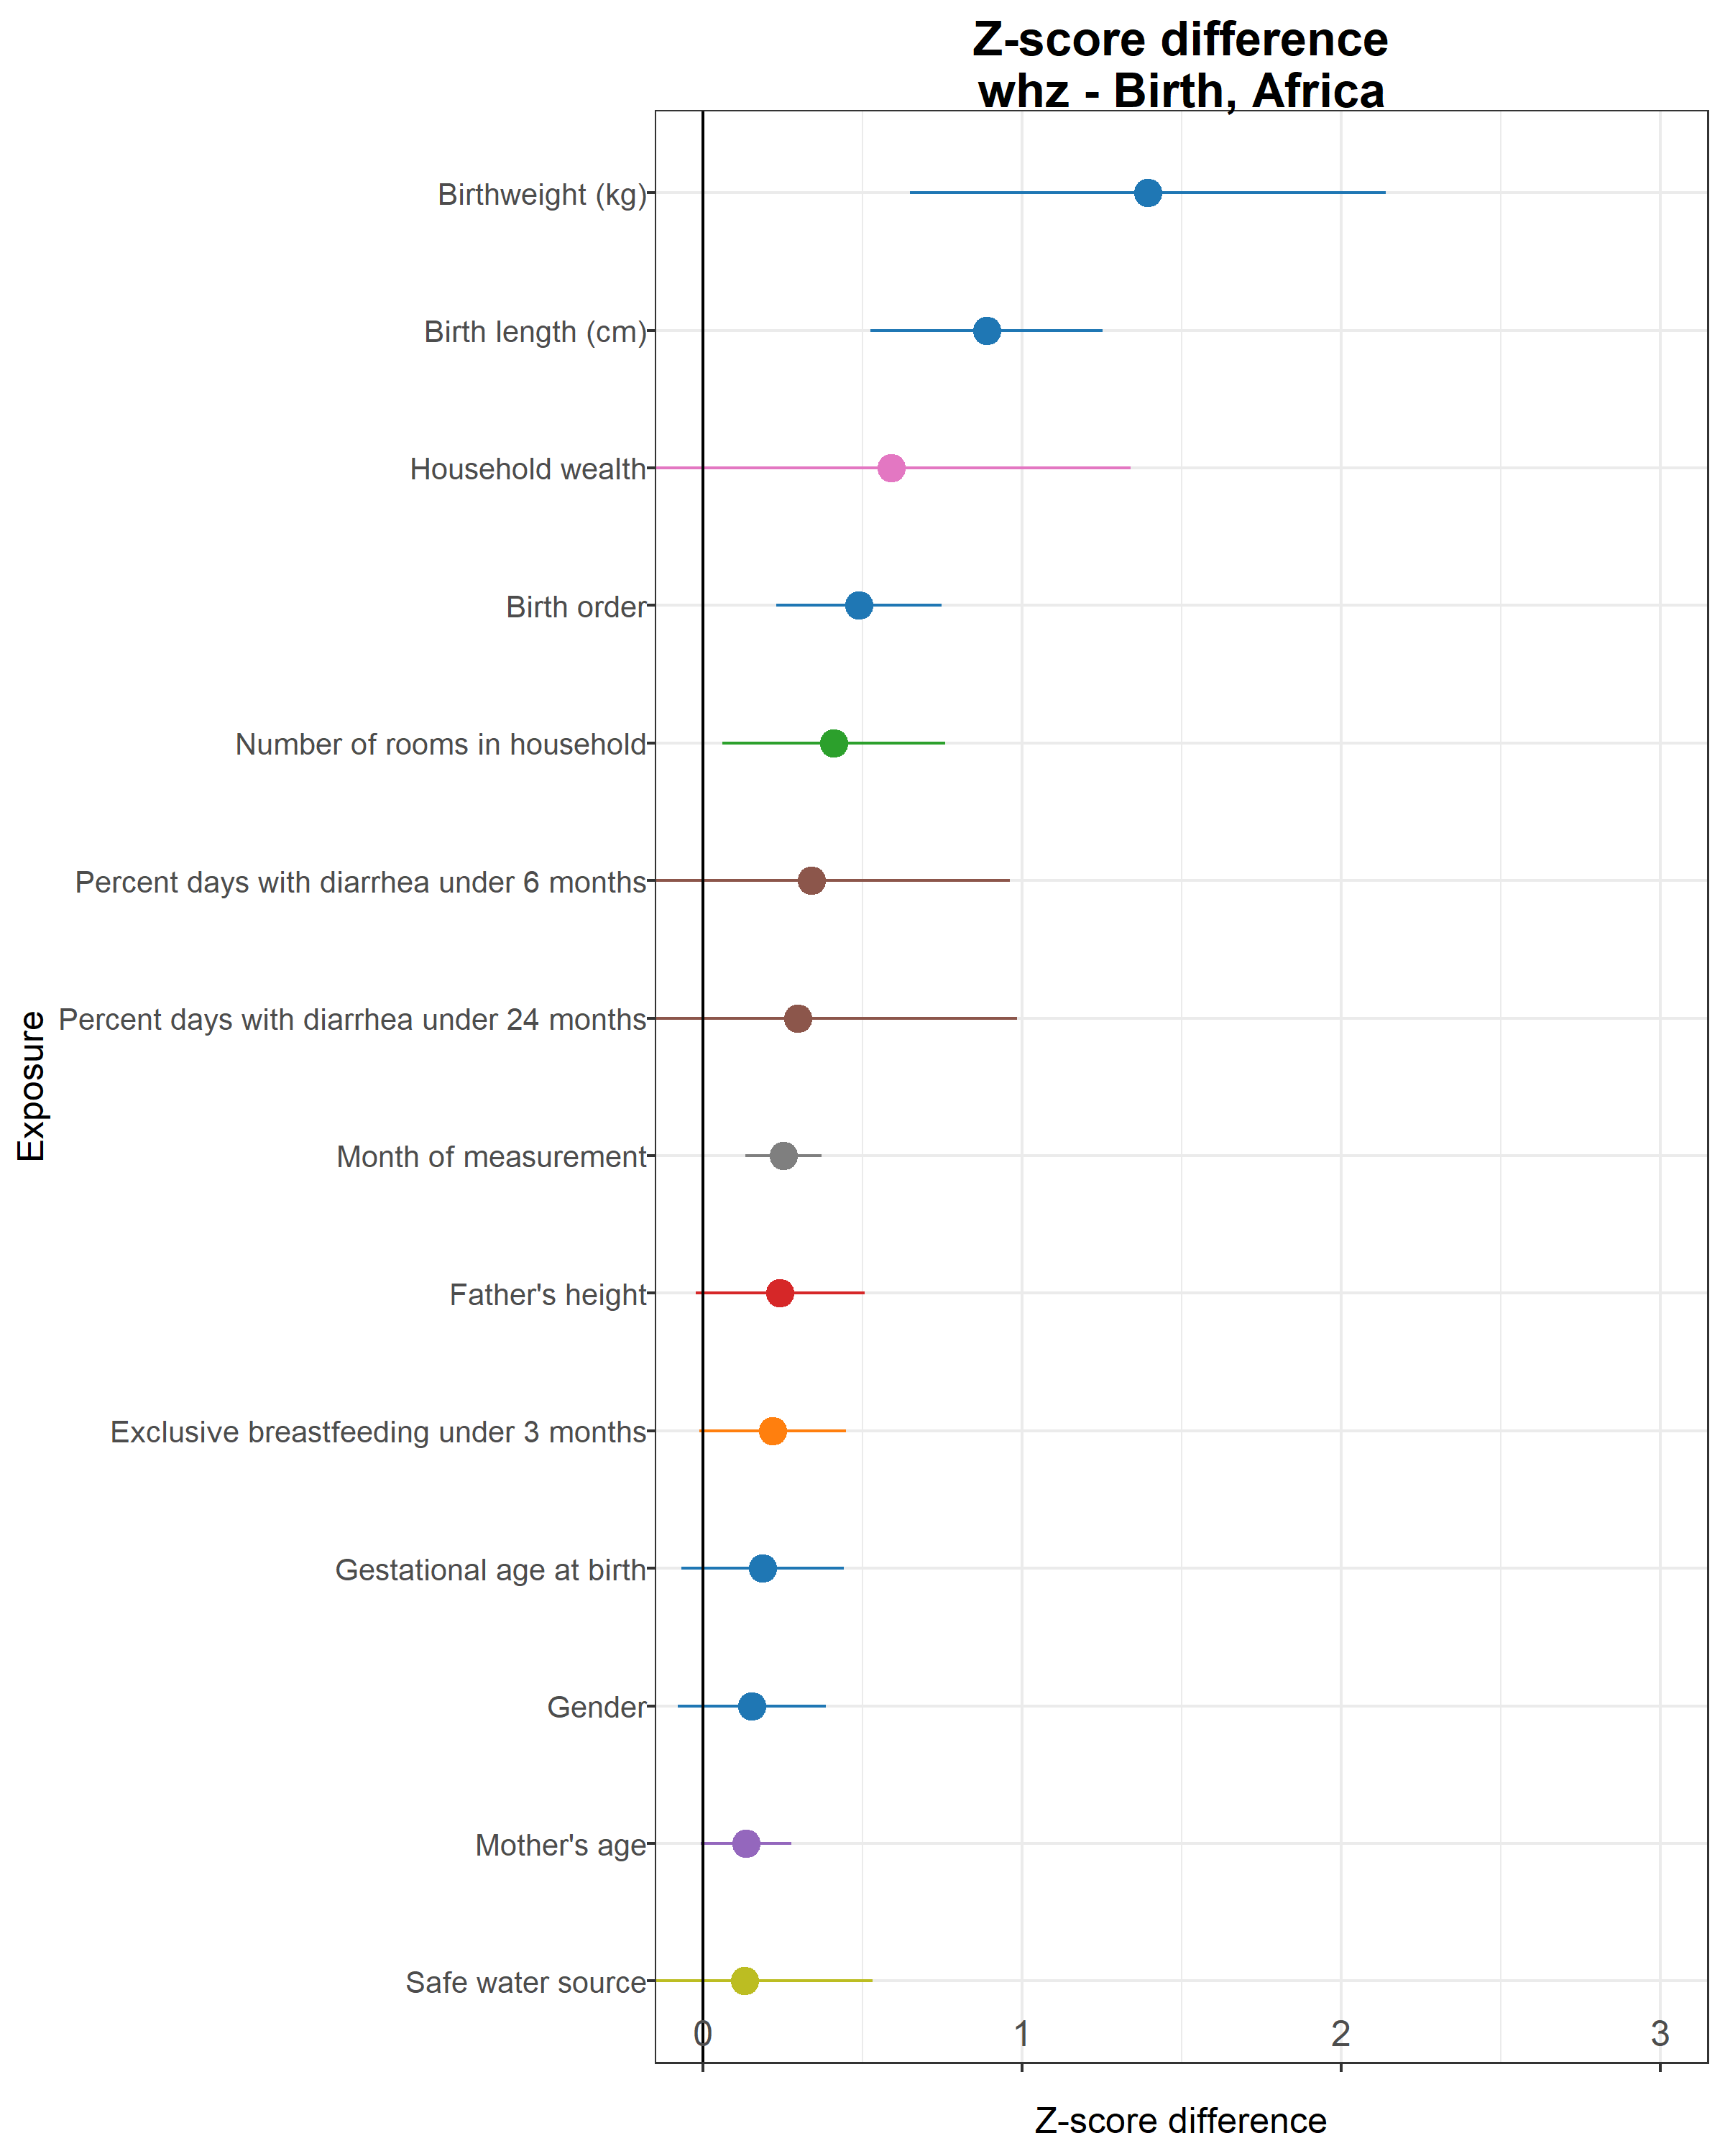 Z-score difference
whz - Birth, Africa
Birthweight (kg)
Birth length (cm)
Household wealth
Birth order
Number of rooms in household
Percent days with diarrhea under 6 months
Percent days with diarrhea under 24 months
Month of measurement
Father's height
Exclusive breastfeeding under 3 months
Gestational age at birth
Gender
Mother's age
Safe water source
Exposure
0 1 2 3
Z-score difference